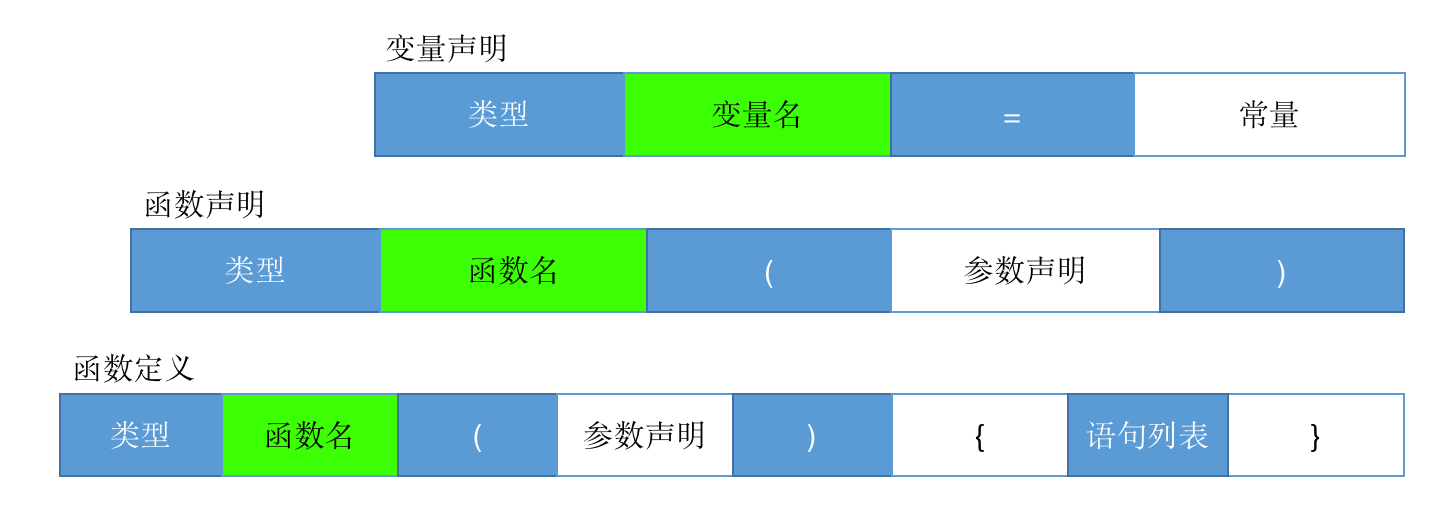 变量声明
类型 变量名 = 常量
函数声明
类型 函数名 ( 参数声明 )
函数定义
类型 函数名 ( 参数声明 ) { 语句列表 }